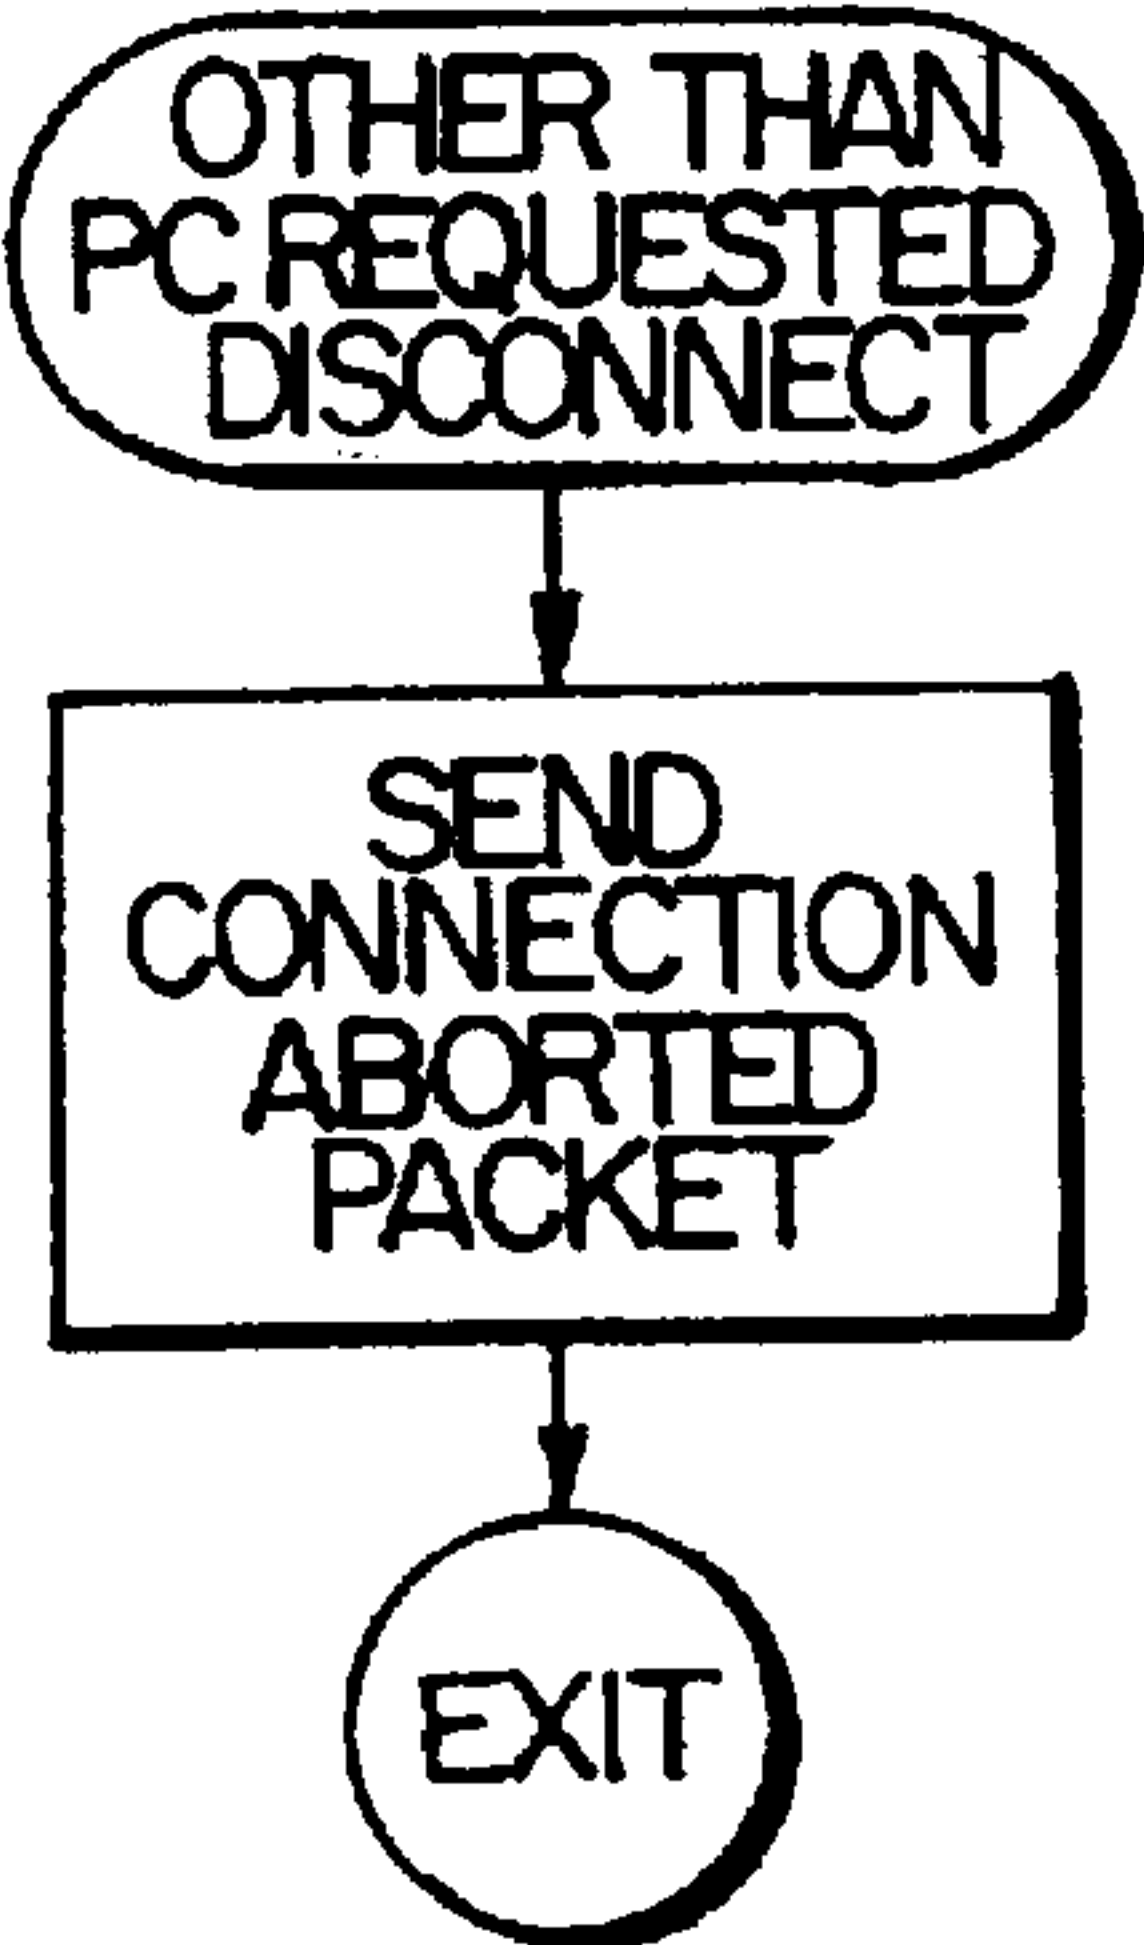 OTHER THAN
PC REQUESTED
DISCONNECT
SEND
CONNECTION
ABORTED
PACKET
EXIT